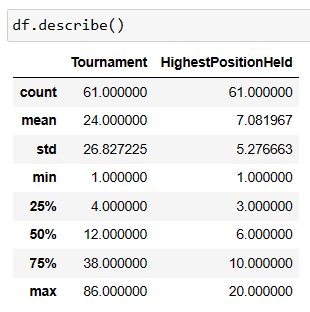 df.describe()
Tournament HighestPositionHeld
count 61.000000 61.000000
mean 24.000000 7.081967
std 26.827225 5.276663
min 1.000000 1.000000
25% 4.000000 3.000000
50% 12.000000 6.000000
75% 38.000000 10.000000
max 86.000000 20.000000